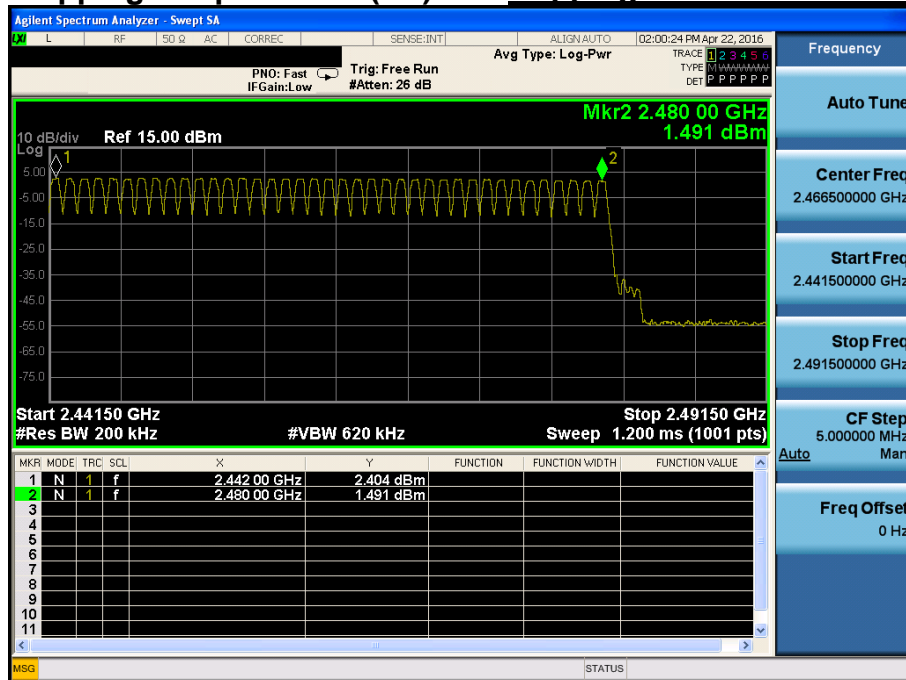 Agilent Spectrum Analyzer - Swept SA
LXI L RF 50 Ω AC CORREC SENSE:INT ALIGN AUTO 02:00:24 PM Apr 22, 2016
Frequency
Avg Type: Log-Pwr
TRACE 1 2 3 4 5 6
TYPE M WWWWW
DET P P P P P P
PNO: Fast
IFGain:Low
Trig: Free Run
#Atten: 26 dB
Auto Tune
Mkr2 2.480 00 GHz
1.491 dBm
10 dB/div Ref 15.00 dBm
Log
1
2
5.00
-5.00
-15.0
-25.0
-35.0
-45.0
-55.0
-65.0
-75.0
Center Freq
2.466500000 GHz
Start Freq
2.441500000 GHz
Stop Freq
2.491500000 GHz
Start 2.44150 GHz Stop 2.49150 GHz
#Res BW 200 kHz #VBW 620 kHz Sweep 1.200 ms (1001 pts)
CF Step
5.000000 MHz
Auto Man
MKR MODE TRC SCL X Y FUNCTION FUNCTION WIDTH FUNCTION VALUE
1 N 1 f 2.442 00 GHz 2.404 dBm
2 N 1 f 2.480 00 GHz 1.491 dBm
3
4
5
6
7
8
9
10
11
Freq Offset
0 Hz
MSG STATUS